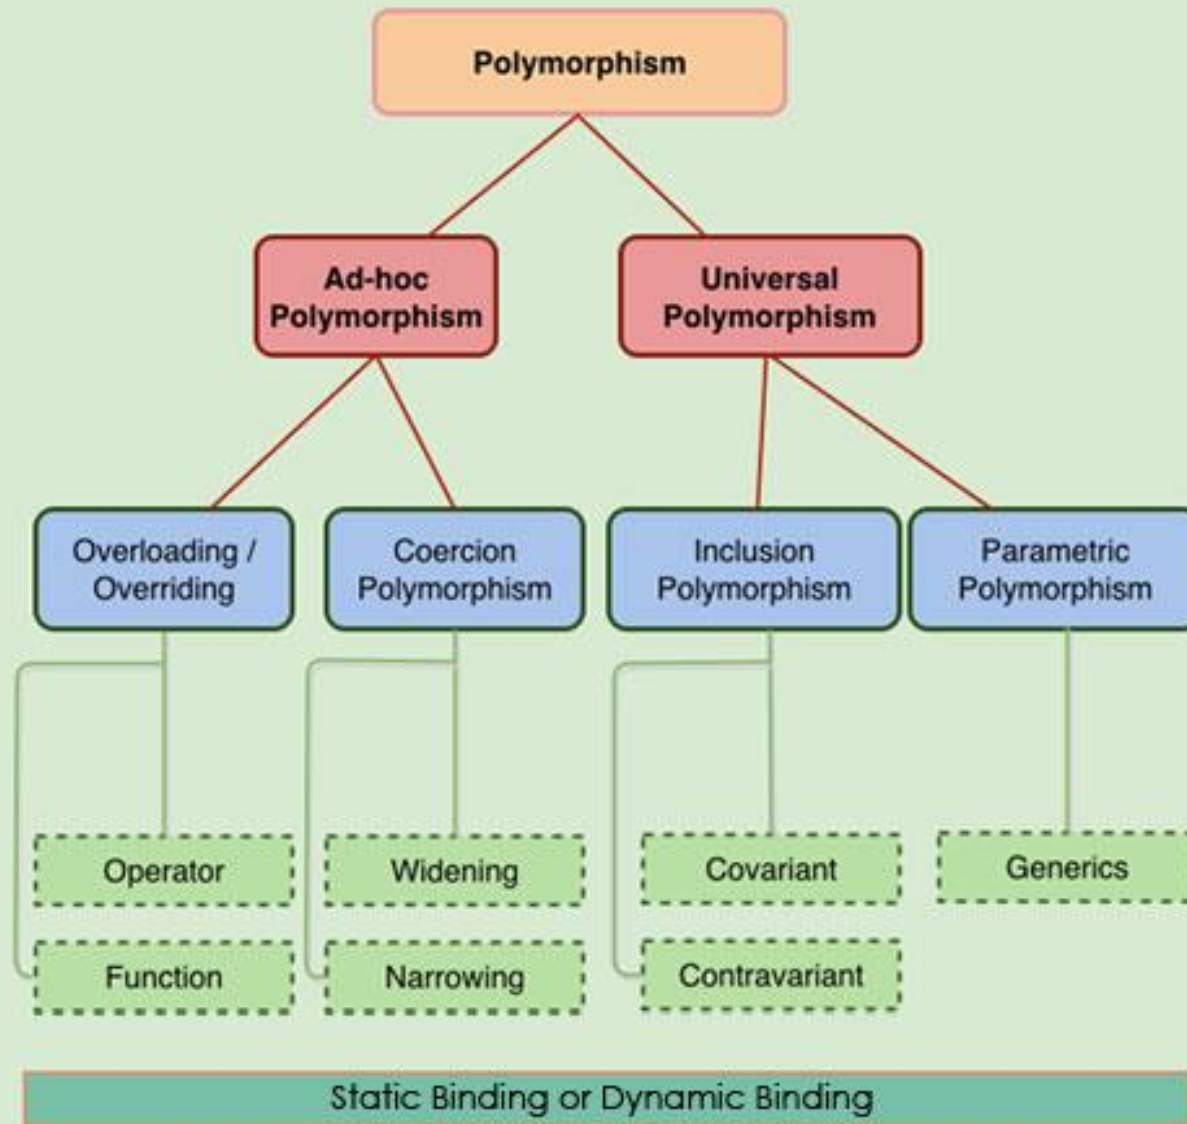 Polymorphism
Ad-hoc
Polymorphism
Universal
Polymorphism
Overloading /
Overriding
Coercion
Polymorphism
Inclusion
Polymorphism
Parametric
Polymorphism
Operator
Widening
Covariant
Generics
Function
Narrowing
Contravariant
Static Binding or Dynamic Binding